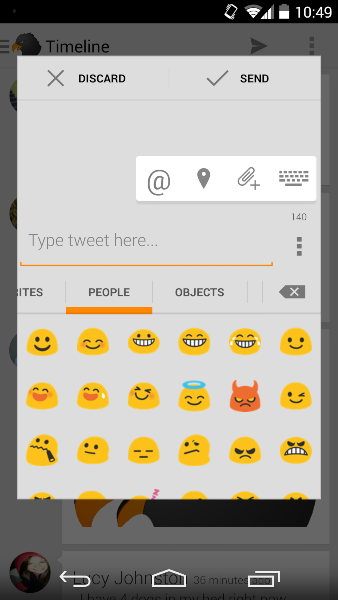 10:49
Timeline
DISCARD
SEND
@
140
Type tweet here...
RITES
PEOPLE
OBJECTS
Lucy Johnston 36 minutes ago
I have 4 dogs in my bed right now